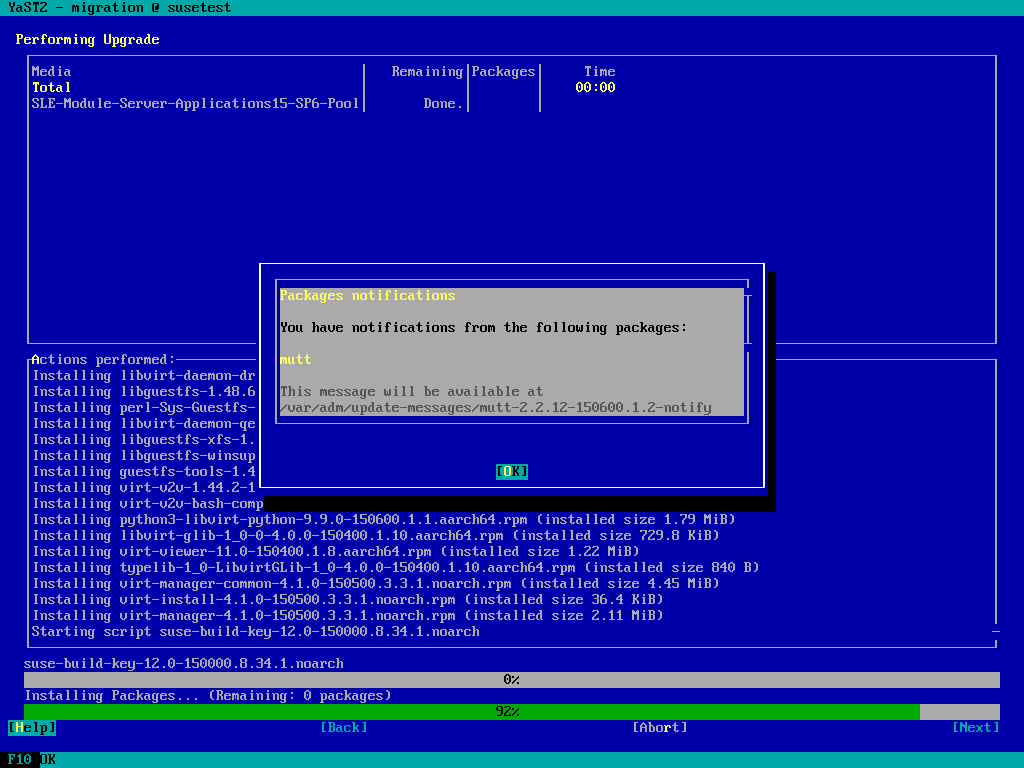 YaST2 - migration @ susetest
Performing Upgrade
Media Remaining Packages Time
Total 00:00
SLE-Module-Server-Applications15-SP6-Pool Done.
Packages notifications
You have notifications from the following packages:
mutt
This message will be available at
/var/adm/update-messages/mutt-2.2.12-150600.1.2-notify
[OK]
Actions performed:
Installing libvirt-daemon-dr
Installing libguestfs-1.48.6
Installing perl-Sys-Guestfs-
Installing libvirt-daemon-qe
Installing libguestfs-xfs-1.
Installing libguestfs-winsup
Installing guestfs-tools-1.4
Installing virt-v2v-1.44.2-1
Installing virt-v2v-bash-comp
Installing python3-libvirt-python-9.9.0-150600.1.1.aarch64.rpm (installed size 1.79 MiB)
Installing libvirt-glib-1_0-0-4.0.0-150400.1.10.aarch64.rpm (installed size 729.8 KiB)
Installing virt-viewer-11.0-150400.1.8.aarch64.rpm (installed size 1.22 MiB)
Installing typelib-1_0-LibvirtGLib-1_0-4.0.0-150400.1.10.aarch64.rpm (installed size 840 B)
Installing virt-manager-common-4.1.0-150500.3.3.1.noarch.rpm (installed size 4.45 MiB)
Installing virt-install-4.1.0-150500.3.3.1.noarch.rpm (installed size 36.4 KiB)
Installing virt-manager-4.1.0-150500.3.3.1.noarch.rpm (installed size 2.11 MiB)
Starting script suse-build-key-12.0-150000.8.34.1.noarch
suse-build-key-12.0-150000.8.34.1.noarch
0%
Installing Packages... (Remaining: 0 packages)
92%
[Help] [Back] [Abort] [Next]
F10 OK